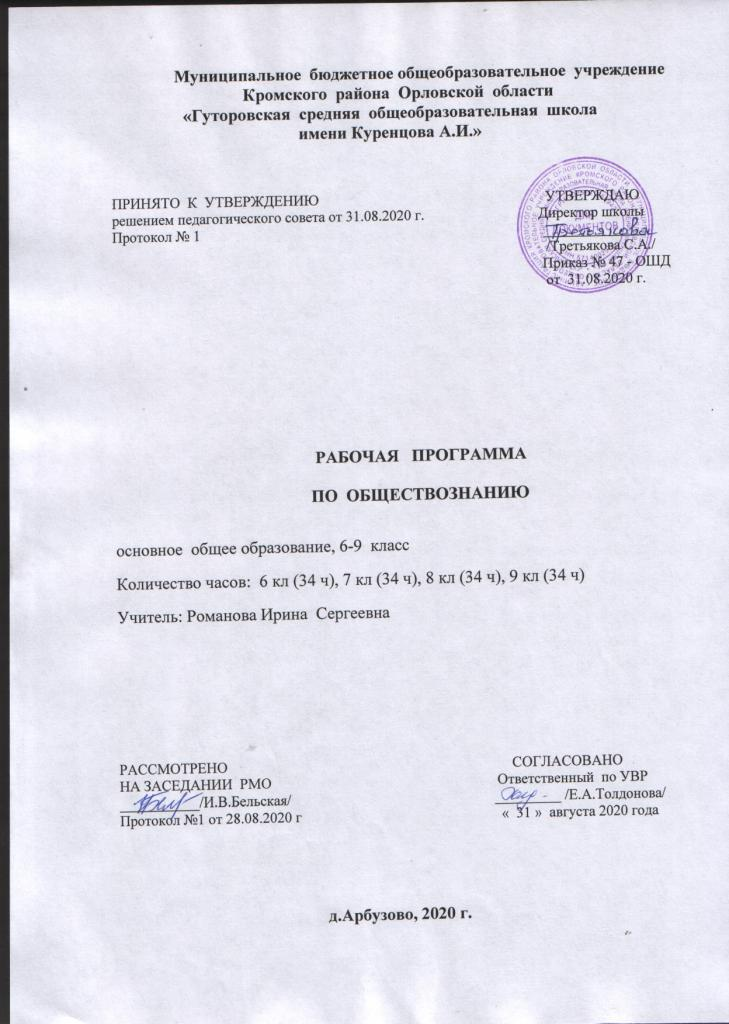 Муниципальное бюджетное общеобразовательное учреждение
Кромского района Орловской области
«Гуторовская средняя общеобразовательная школа
имени Куренцова А.И.»
ПРИНЯТО К УТВЕРЖДЕНИЮ
решением педагогического совета от 31.08.2020 г.
Протокол № 1
УТВЕРЖДАЮ
Директор школы
Третьякова
/Третьякова С.А./
Приказ № 47 - ОШД
от 31.08.2020 г.
РАБОЧАЯ ПРОГРАММА
ПО ОБЩЕСТВОЗНАНИЮ
основное общее образование, 6-9 класс
Количество часов: 6 кл (34 ч), 7 кл (34 ч), 8 кл (34 ч), 9 кл (34 ч)
Учитель: Романова Ирина Сергеевна
РАССМОТРЕНО
НА ЗАСЕДАНИИ РМО
/И.В.Бельская/
Протокол №1 от 28.08.2020 г
СОГЛАСОВАНО
Ответственный по УВР
/Е.А.Толдонова/
« 31 » августа 2020 года
д.Арбузово, 2020 г.